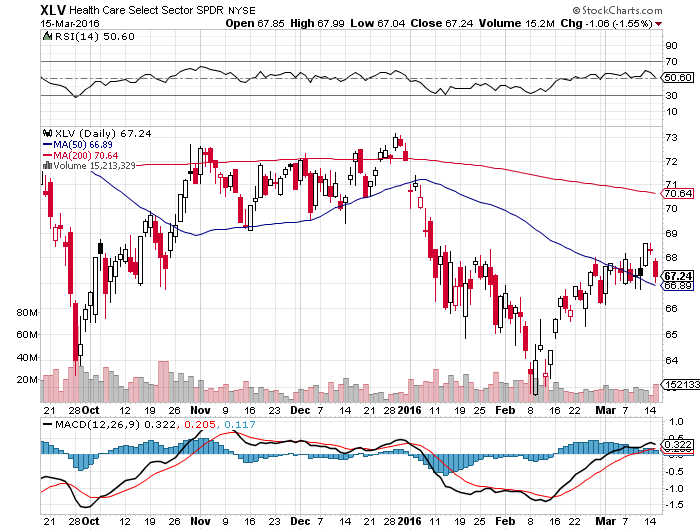 XLV Health Care Select Sector SPDR NYSE © StockCharts.com
15-Mar-2016 Open 67.85 High 67.99 Low 67.04 Close 67.24 Volume 15.2M Chg -1.06 (-1.55%)
RSI(14) 50.60
90
70
50.60
30
10
XLV (Daily) 67.24
MA(50) 66.89
MA(200) 70.64
Volume 15,213,329
73
72
71
70.64
70
69
68
67.24
66.89
66
65
64
80M
60M
40M
20M
152133
21 28 Oct 12 19 26 Nov 9 16 23 Dec 7 14 21 28 2016 11 19 25 Feb 8 16 22 Mar 7 14
MACD(12,26,9) 0.322, 0.205, 0.117
1.0
0.322
-0.5
-1.0
-1.5
21 28 Oct 12 19 26 Nov 9 16 23 Dec 7 14 21 28 2016 11 19 25 Feb 8 16 22 Mar 7 14